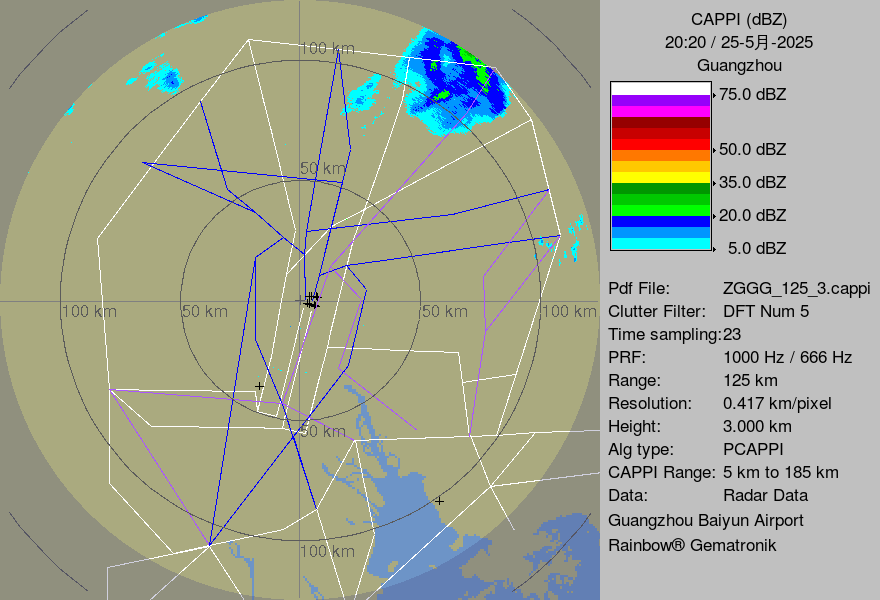 CAPPI (dBZ)
20:20 / 25-5月-2025
Guangzhou
75.0 dBZ
50.0 dBZ
35.0 dBZ
20.0 dBZ
5.0 dBZ
Pdf File: ZGGG_125_3.cappi
Clutter Filter: DFT Num 5
Time sampling:23
PRF: 1000 Hz / 666 Hz
Range: 125 km
Resolution: 0.417 km/pixel
Height: 3.000 km
Alg type: PCAPPI
CAPPI Range: 5 km to 185 km
Data: Radar Data
Guangzhou Baiyun Airport
Rainbow® Gematronik
100 km
50 km
100 km
50 km
50 km
100 km
50 km
100 km